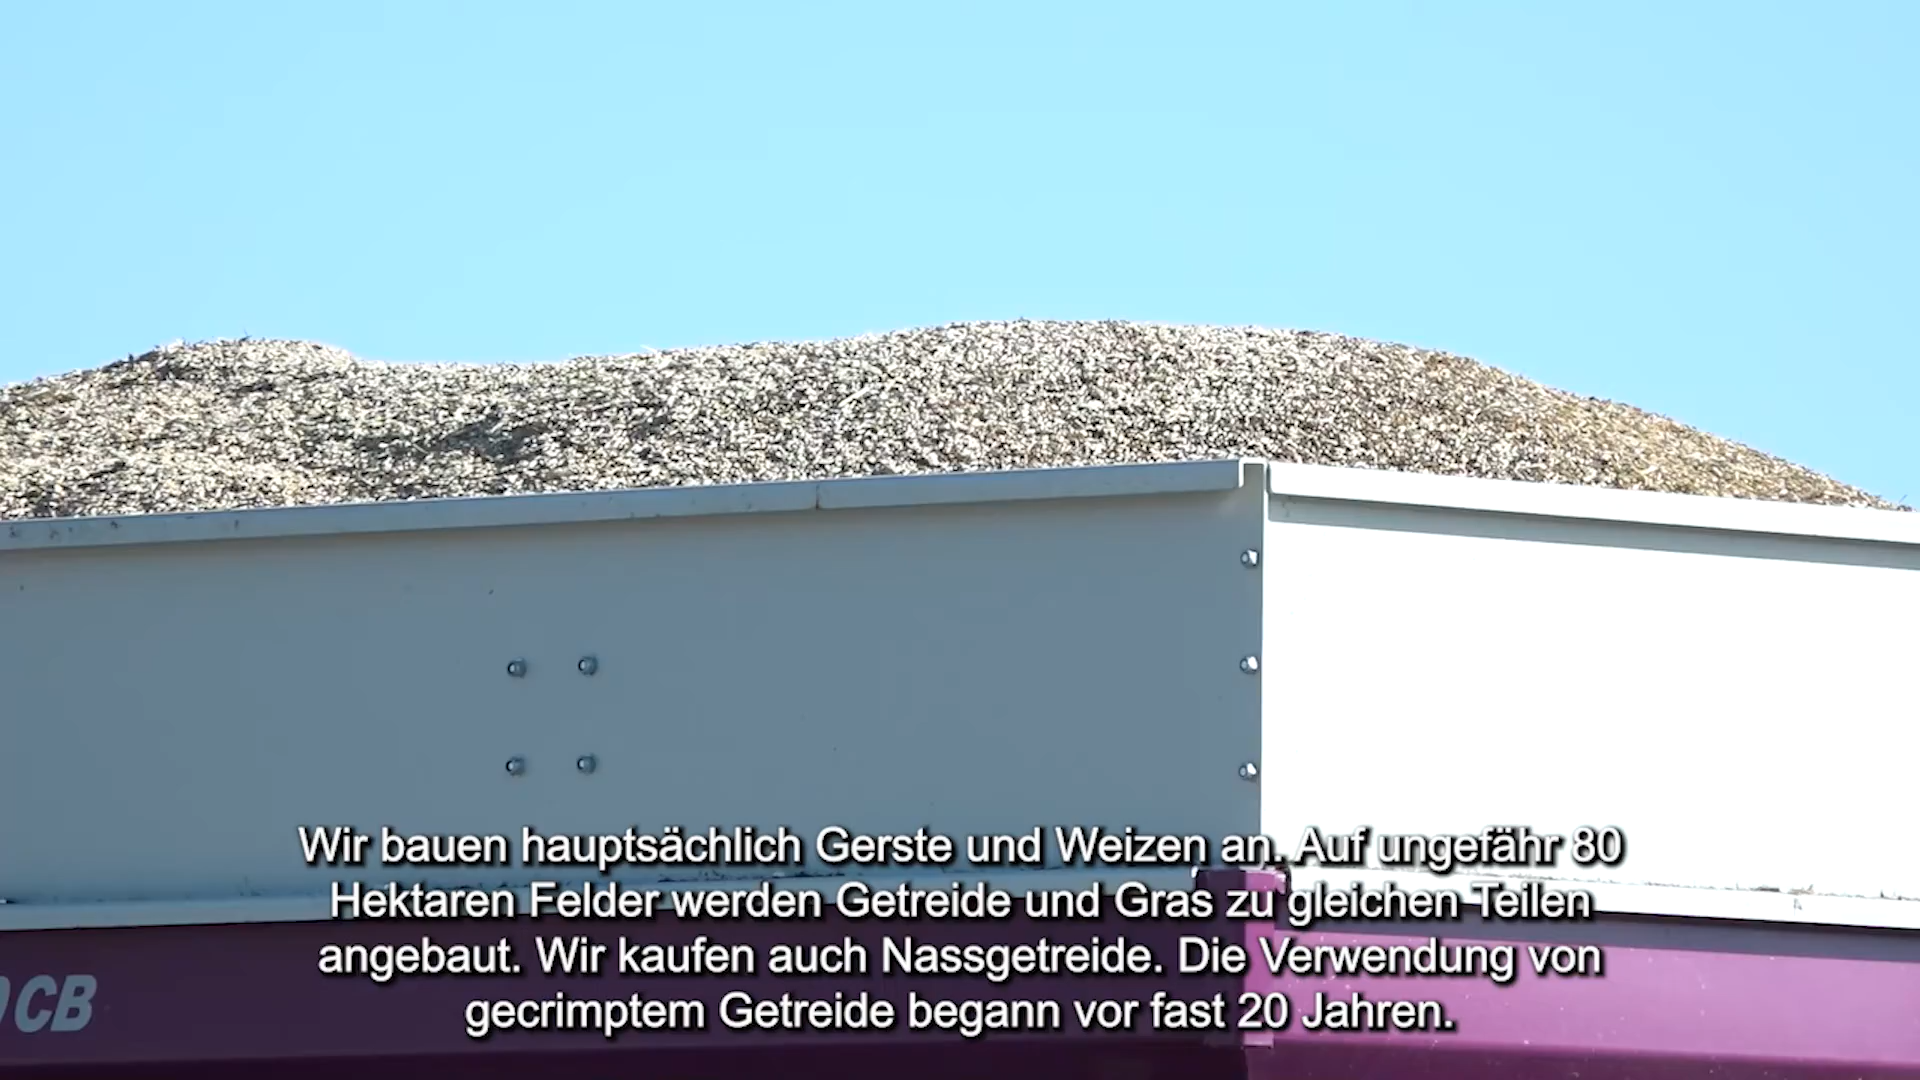 Wir bauen hauptsächlich Gerste und Weizen an. Auf ungefähr 80
Hektaren Felder werden Getreide und Gras zu gleichen Teilen
angebaut. Wir kaufen auch Nassgetreide. Die Verwendung von
gecrimptem Getreide begann vor fast 20 Jahren.
CB